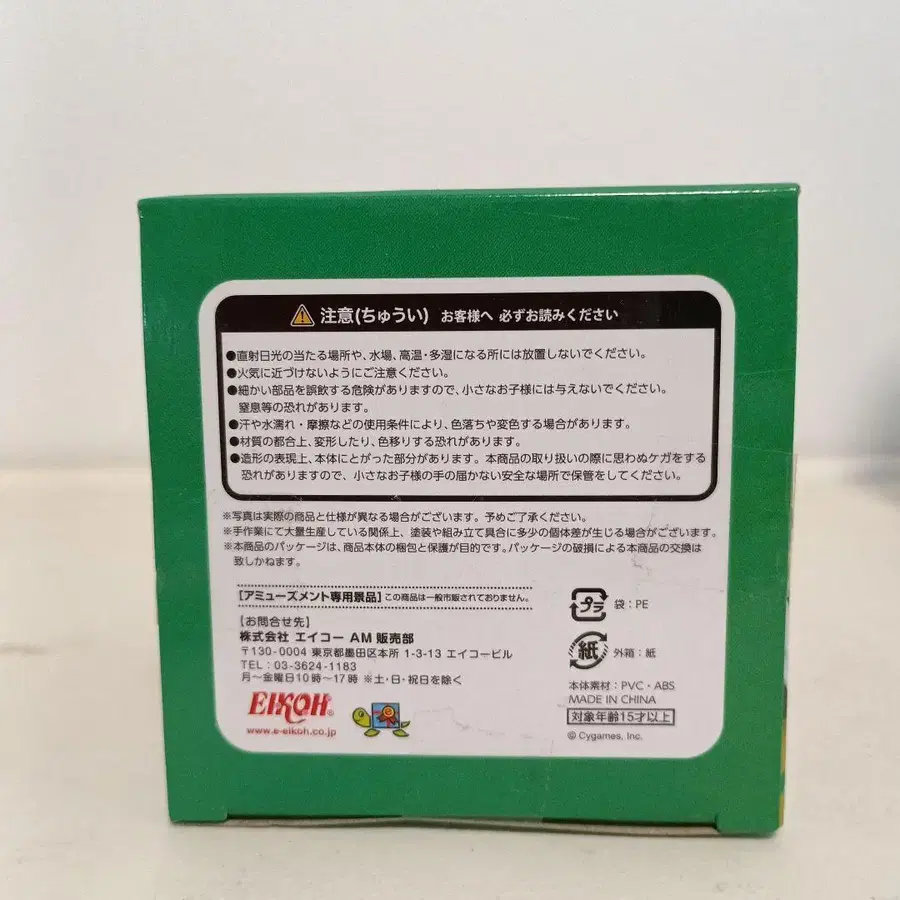 注意(ちゅうい) お客様へ 必ずお読みください
●直射日光の当たる場所や、水場、高温・多湿になる所には放置しないでください。
●火気に近づけないようにご注意ください。
●細かい部品を誤飲する危険がありますので、小さなお子様には与えないでください。
窒息等の恐れがあります。
●汗や水濡れ・摩擦などの使用条件により、色落ちや変色する場合があります。
●材質の都合上、変形したり、色移りする恐れがあります。
●造形の表現上、本体にとがった部分があります。本商品の取り扱いの際に思わぬケガをする
恐れがありますので、小さなお子様の手の届かない安全な場所で保管をしてください。
※写真は実際の商品と仕様が異なる場合がございます。予めご了承ください。
※手作業にて大量生産している関係上、塗装や組み立て具合に多少の個体差が生じる場合がございます。
※本商品のパッケージは、商品本体の梱包と保護が目的です。パッケージの破損による本商品の交換は
致しかねます。
[アミューズメント専用景品] この商品は一般市販されておりません。
【お問合せ先】
株式会社 エイコー AM 販売部
〒130-0004 東京都墨田区本所 1-3-13 エイコービル
TEL:03-3624-1183
月~金曜日10時~17時 ※土・日・祝日を除く
EIKOH®
www.e-eikoh.co.jp
プラ 袋:PE
紙 外箱:紙
本体素材:PVC・ABS
MADE IN CHINA
対象年齢15才以上
© Cygames, Inc.